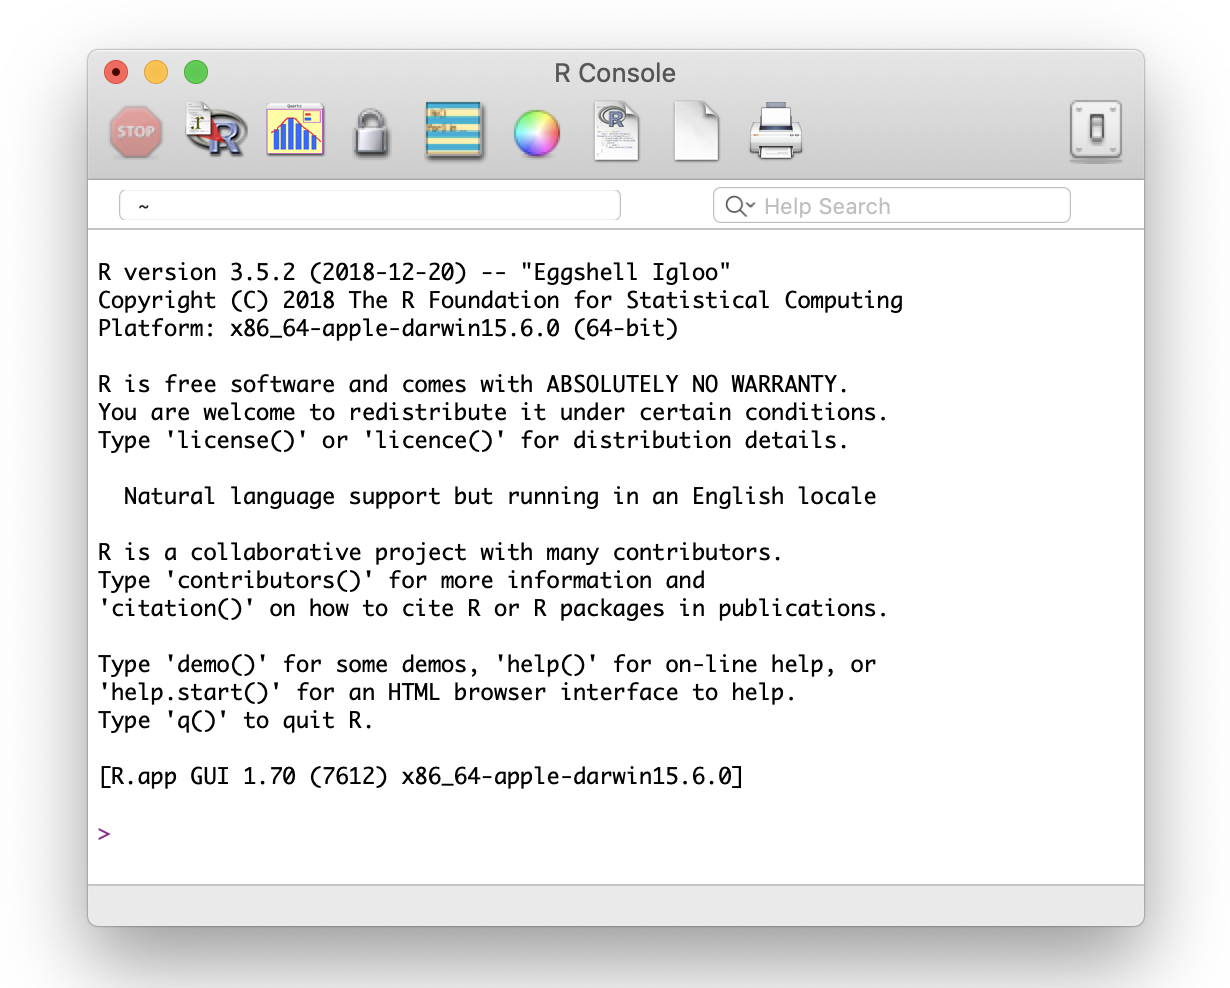 R Console
STOP
.r
R
Quartz
R
~
Help Search
R version 3.5.2 (2018-12-20) -- "Eggshell Igloo"
Copyright (C) 2018 The R Foundation for Statistical Computing
Platform: x86_64-apple-darwin15.6.0 (64-bit)
R is free software and comes with ABSOLUTELY NO WARRANTY.
You are welcome to redistribute it under certain conditions.
Type 'license()' or 'licence()' for distribution details.
Natural language support but running in an English locale
R is a collaborative project with many contributors.
Type 'contributors()' for more information and
'citation()' on how to cite R or R packages in publications.
Type 'demo()' for some demos, 'help()' for on-line help, or
'help.start()' for an HTML browser interface to help.
Type 'q()' to quit R.
[R.app GUI 1.70 (7612) x86_64-apple-darwin15.6.0]
>